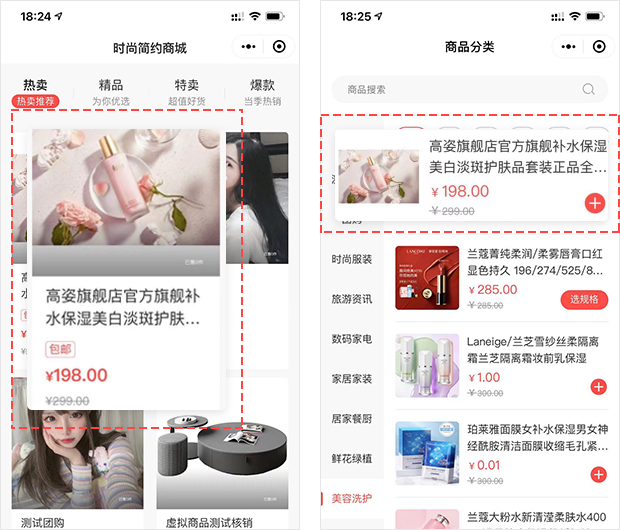 18:24
时尚简约商城
热卖
精品
特卖
爆款
热卖推荐
为你优选
超值好货
当季热销
已售0件
高姿旗舰店官方旗舰补
水保湿美白淡斑护肤...
包邮
¥198.00
¥299.00
测试团购
虚拟商品测试核销
18:25
商品分类
商品搜索
高姿旗舰店官方旗舰补水保湿
美白淡斑护肤品套装正品全...
¥ 198.00
¥ 299.00
时尚服装
旅游资讯
数码家电
家居家装
居家餐厨
鲜花绿植
美容洗护
LANCOME
兰蔻菁纯柔润/柔雾唇膏口红
显色持久 196/274/525/8...
¥ 285.00
¥ 285.00
选规格
Laneige/兰芝雪纱丝柔隔离
霜兰芝隔离霜妆前乳保湿
¥ 1.00
¥ 300.00
珀莱雅面膜女补水保湿男女神
经酰胺清洁面膜收缩毛孔紧...
¥ 0.01
¥ 300.00
兰蔻大粉水新清滢柔肤水400